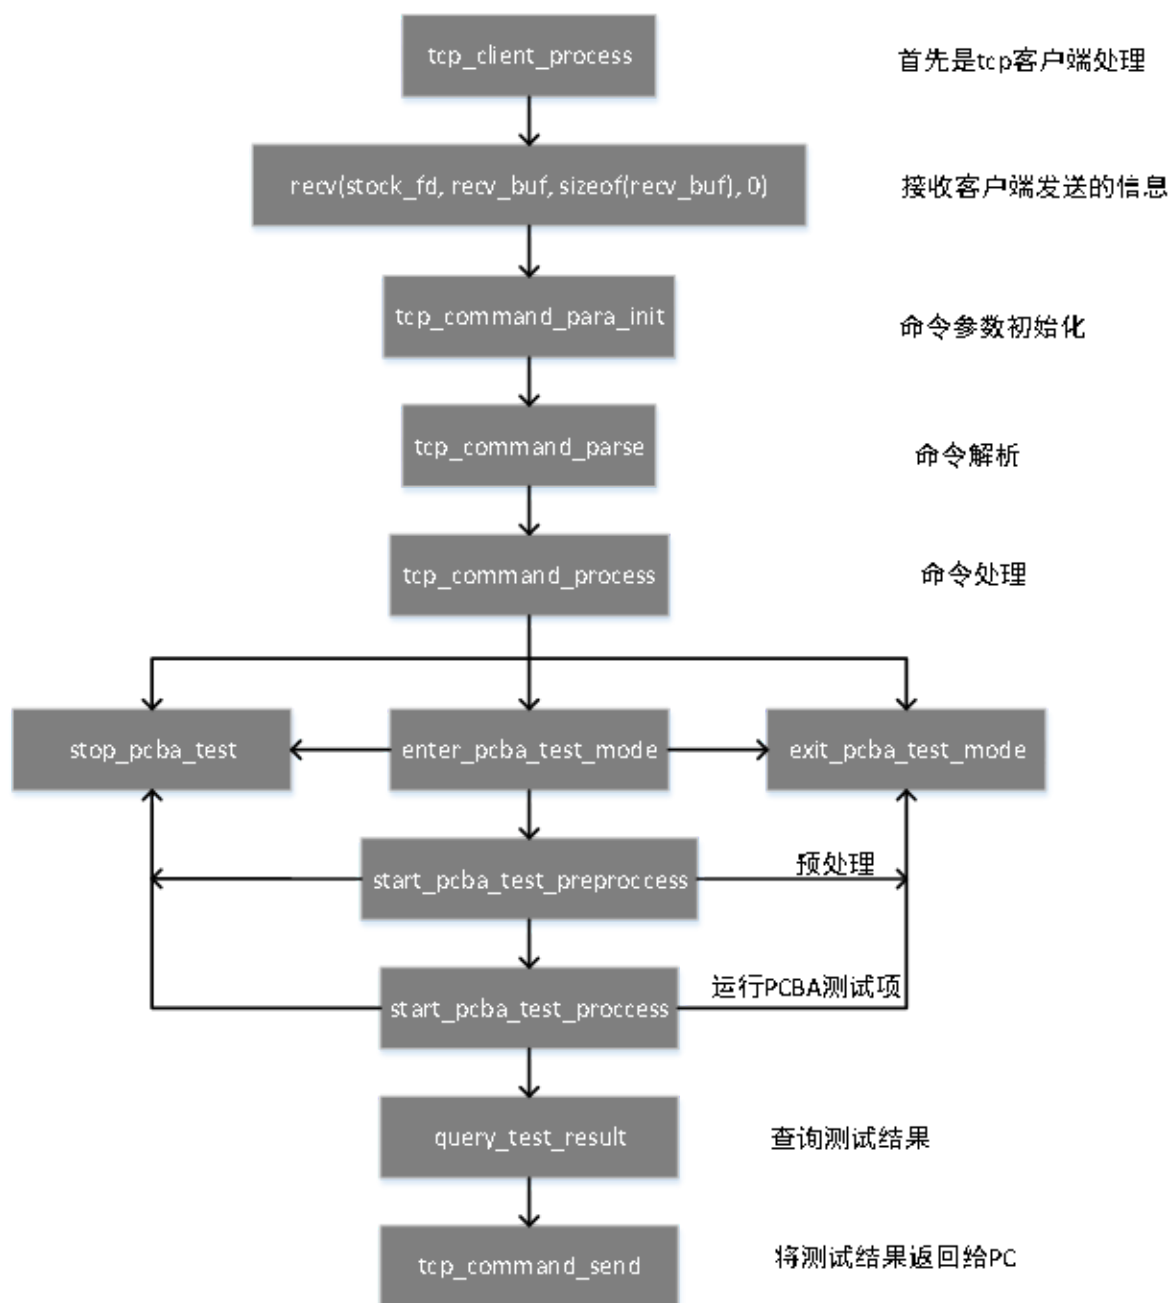 tcp_client_process
首先是tcp客户端处理
recv(stock_fd, recv_buf, sizeof(recv_buf), 0)
接收客户端发送的信息
tcp_command_para_init
命令参数初始化
tcp_command_parse
命令解析
tcp_command_process
命令处理
stop_pcba_test
enter_pcba_test_mode
exit_pcba_test_mode
预处理
start_pcba_test_preproccess
运行PCBA测试项
start_pcba_test_proccess
query_test_result
查询测试结果
tcp_command_send
将测试结果返回给PC